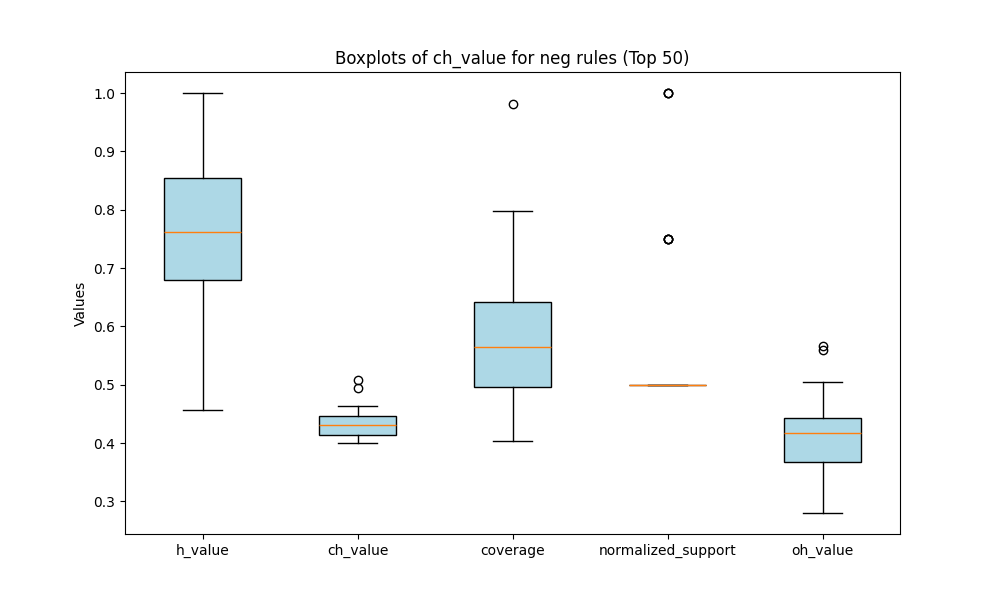 Boxplots of ch_value for neg rules (Top 50)
Values
1.0
0.9
0.8
0.7
0.6
0.5
0.4
0.3
h_value ch_value coverage normalized_support oh_value